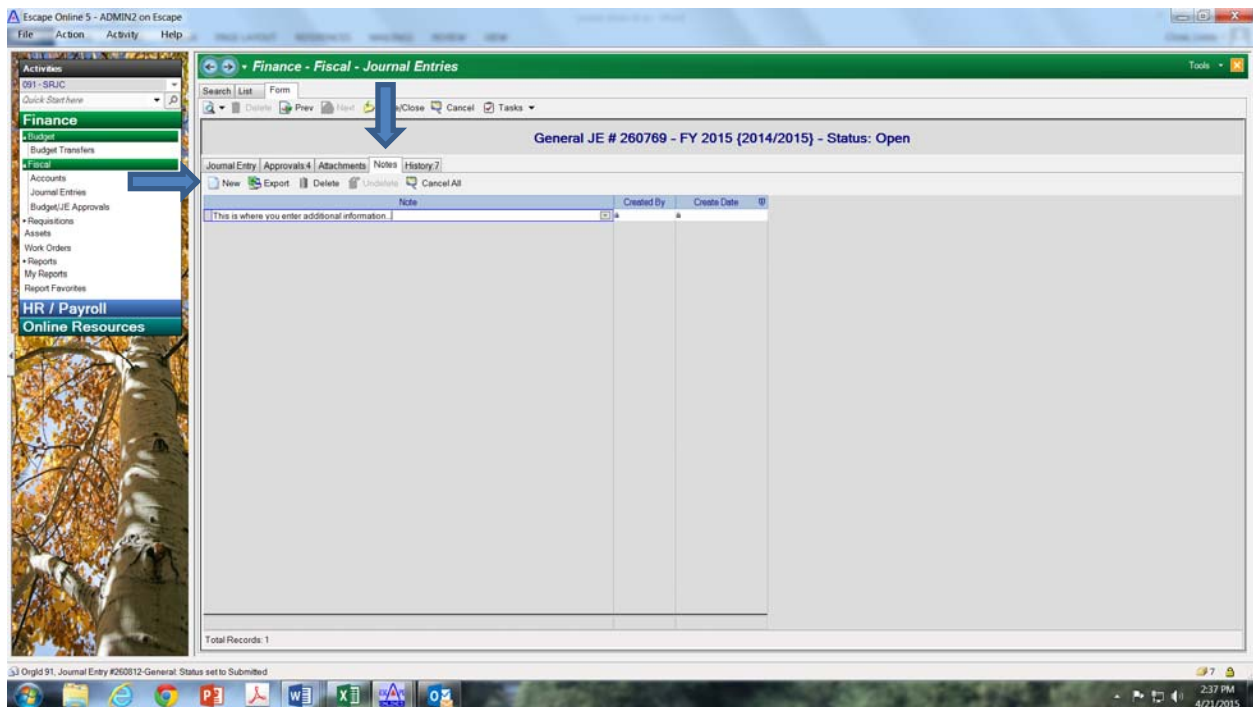 Escape Online 5 - ADMIN2 on Escape
File Action Activity Help
Activities
091 - SRJC
Quick Start here
Finance
Budget
Budget Transfers
Fiscal
Accounts
Journal Entries
Budget/JE Approvals
Requisitions
Assets
Work Orders
Reports
My Reports
Report Favorites
HR / Payroll
Online Resources
Finance - Fiscal - Journal Entries
Tools
Search List Form
Delete Prev Next /Close Cancel Tasks
General JE # 260769 - FY 2015 {2014/2015} - Status: Open
Journal Entry Approvals:4 Attachments Notes History:7
New Export Delete Undelete Cancel All
Note Created By Create Date
This is where you enter additional information...
Total Records: 1
OrgId 91, Journal Entry #260812-General: Status set to Submitted
7
2:37 PM
4/21/2015